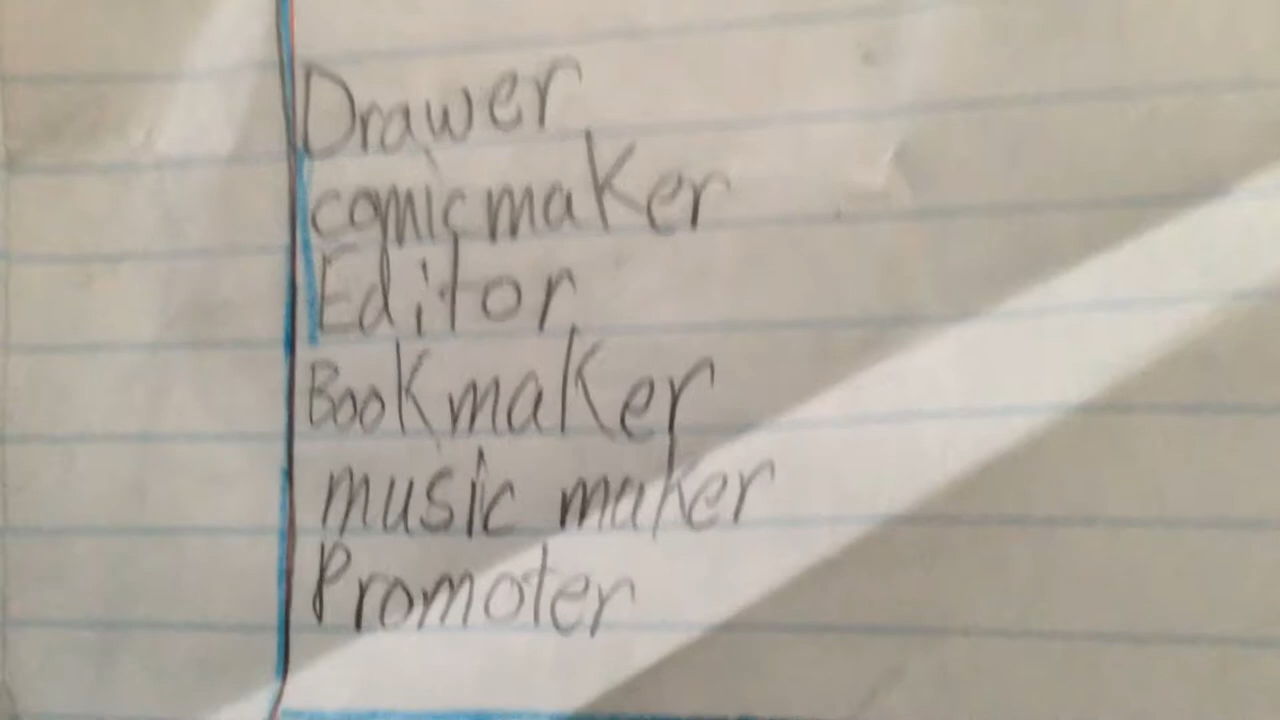 Drawer
comicmaker
Editor
Bookmaker
music maker
Promoter